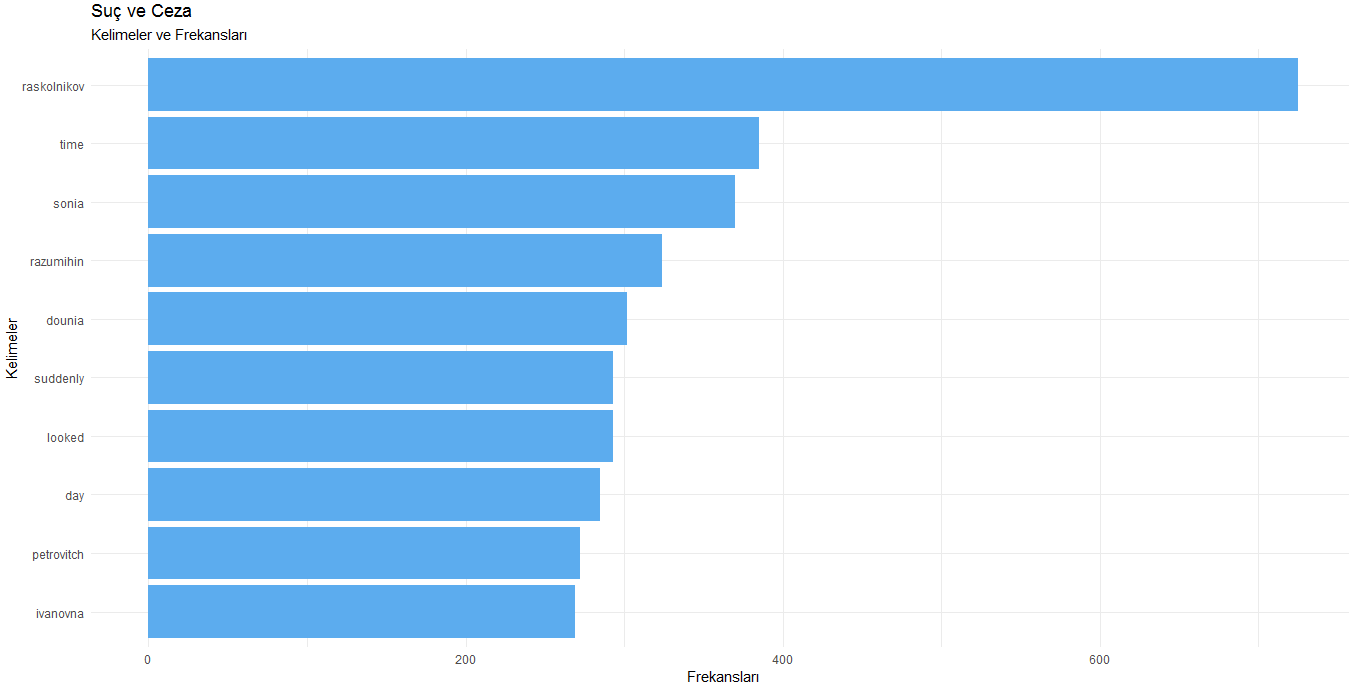 Suç ve Ceza
Kelimeler ve Frekansları
raskolnikov
time
sonia
razumihin
dounia
suddenly
looked
day
petrovitch
ivanovna
Kelimeler
0 200 400 600
Frekansları